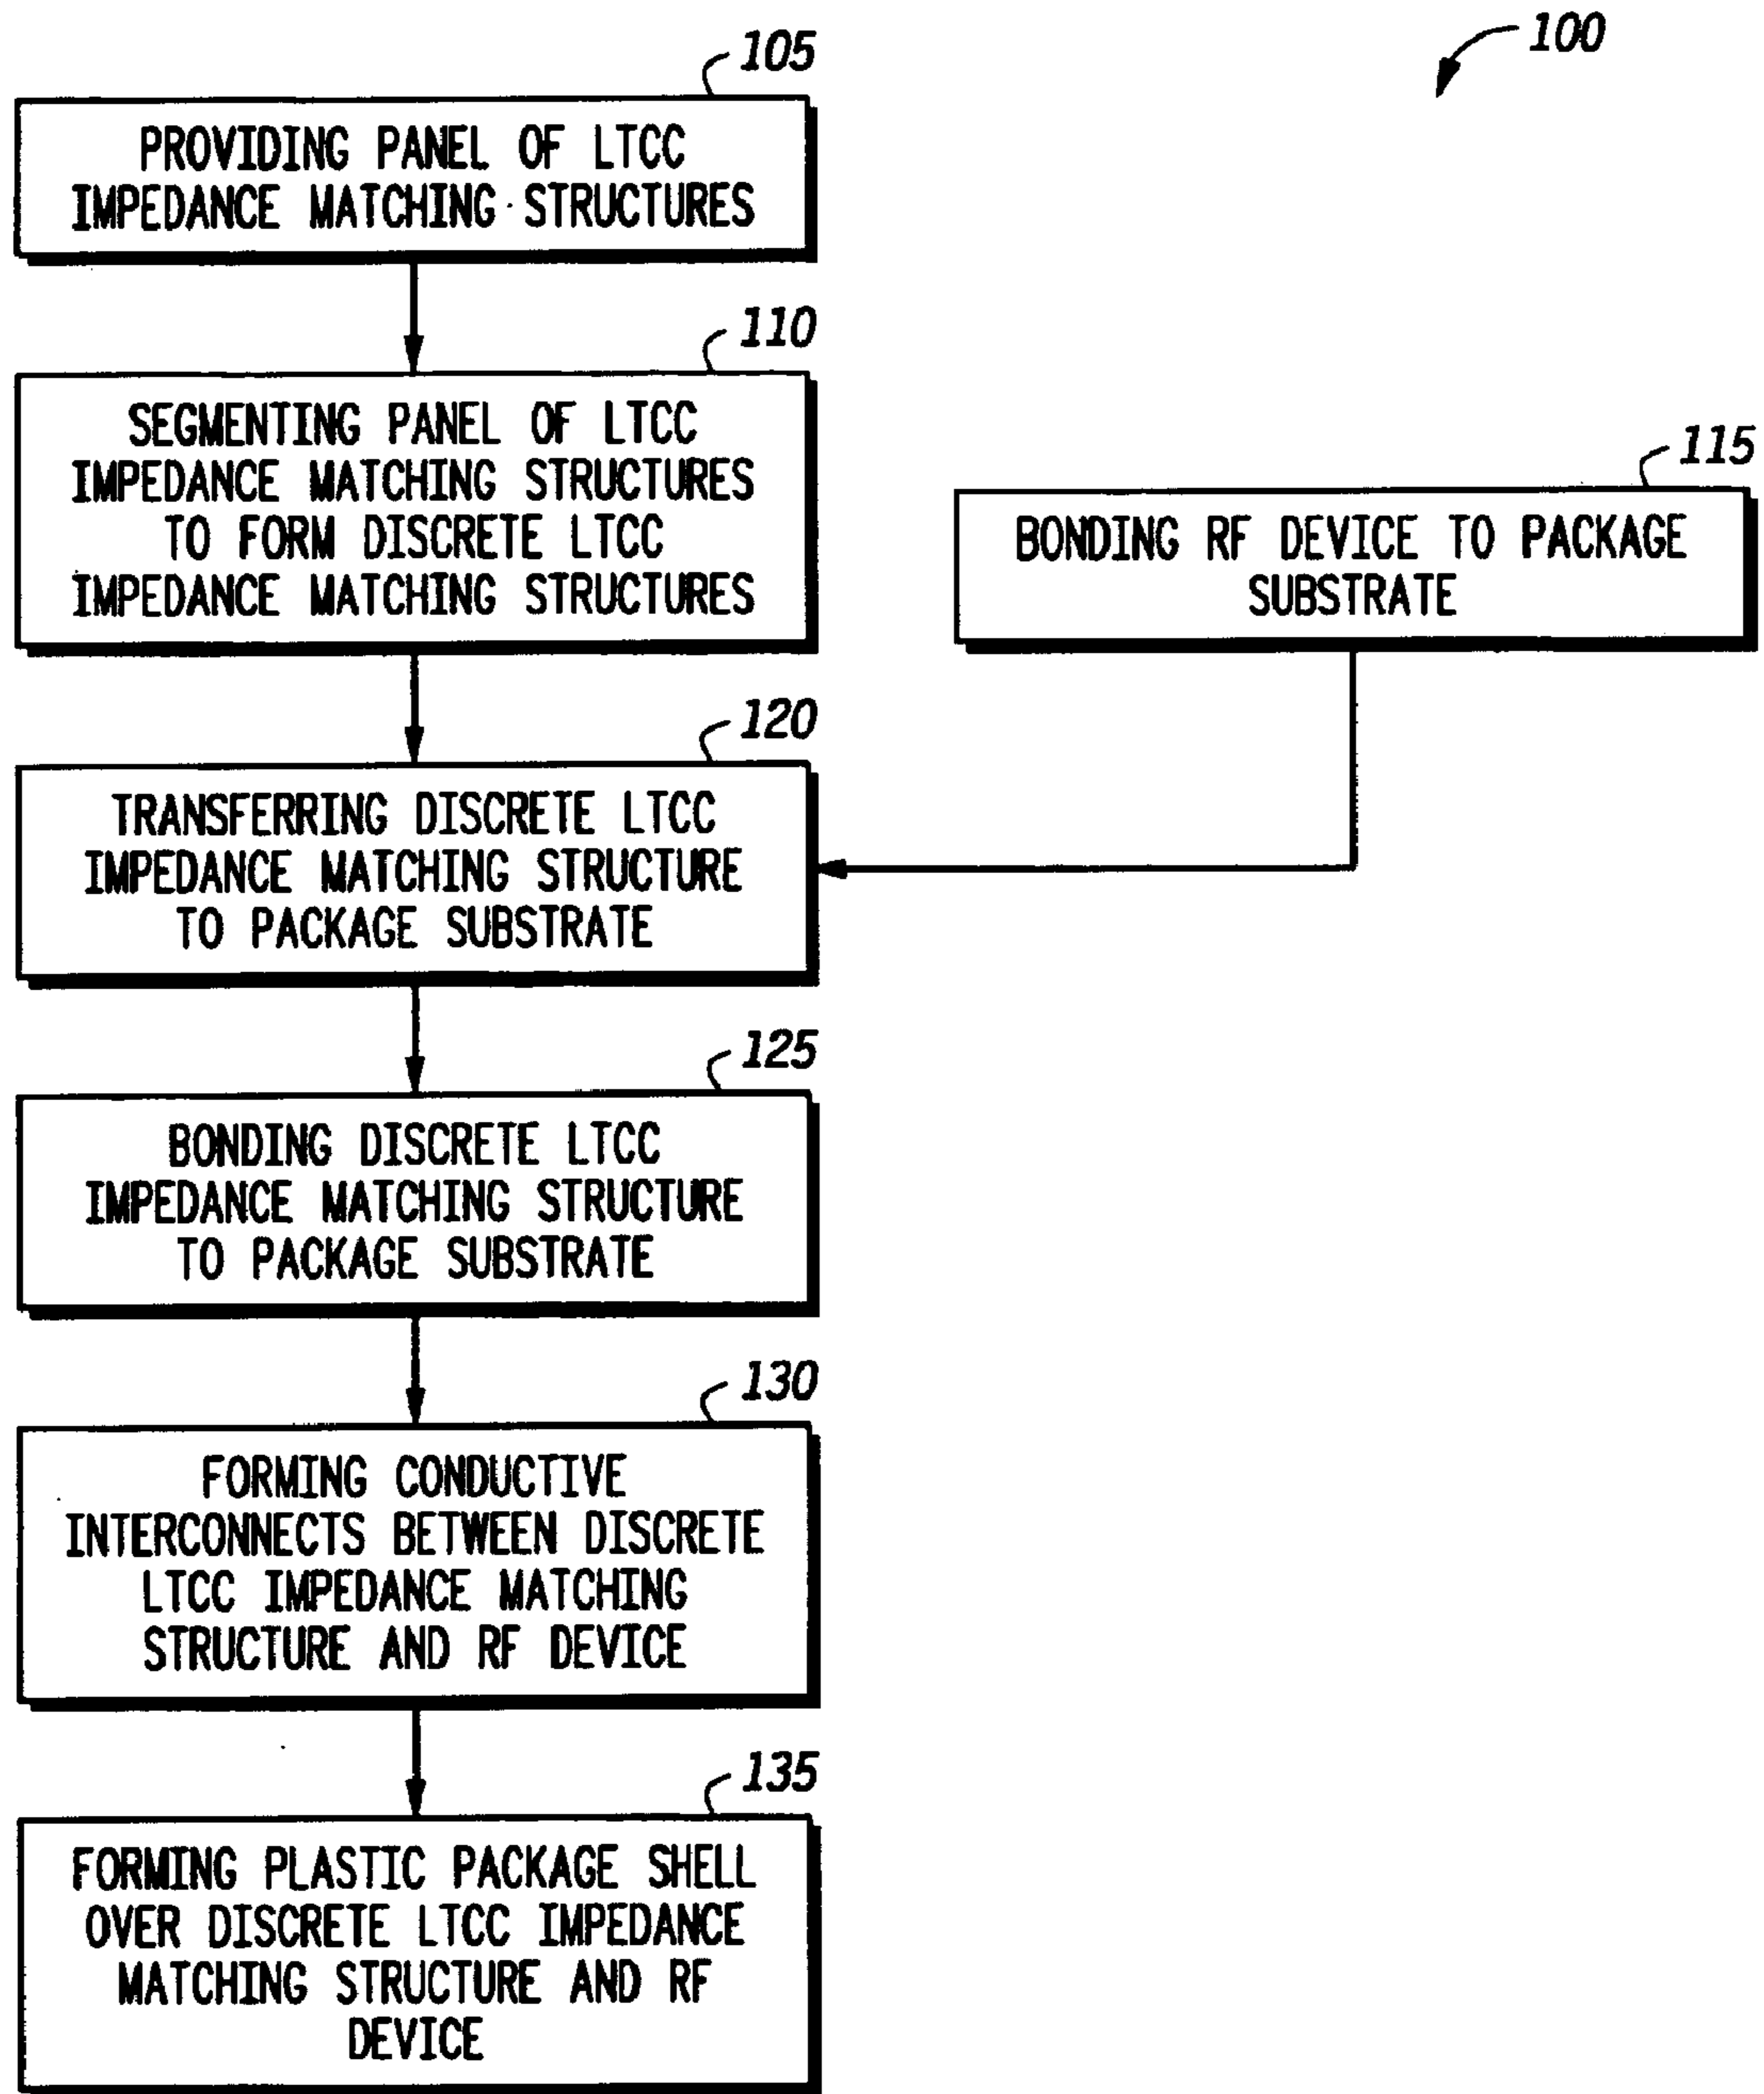 100
105
PROVIDING PANEL OF LTCC
IMPEDANCE MATCHING STRUCTURES
110
SEGMENTING PANEL OF LTCC
IMPEDANCE MATCHING STRUCTURES
TO FORM DISCRETE LTCC
IMPEDANCE MATCHING STRUCTURES
115
BONDING RF DEVICE TO PACKAGE
SUBSTRATE
120
TRANSFERRING DISCRETE LTCC
IMPEDANCE MATCHING STRUCTURE
TO PACKAGE SUBSTRATE
125
BONDING DISCRETE LTCC
IMPEDANCE MATCHING STRUCTURE
TO PACKAGE SUBSTRATE
130
FORMING CONDUCTIVE
INTERCONNECTS BETWEEN DISCRETE
LTCC IMPEDANCE MATCHING
STRUCTURE AND RF DEVICE
135
FORMING PLASTIC PACKAGE SHELL
OVER DISCRETE LTCC IMPEDANCE
MATCHING STRUCTURE AND RF
DEVICE